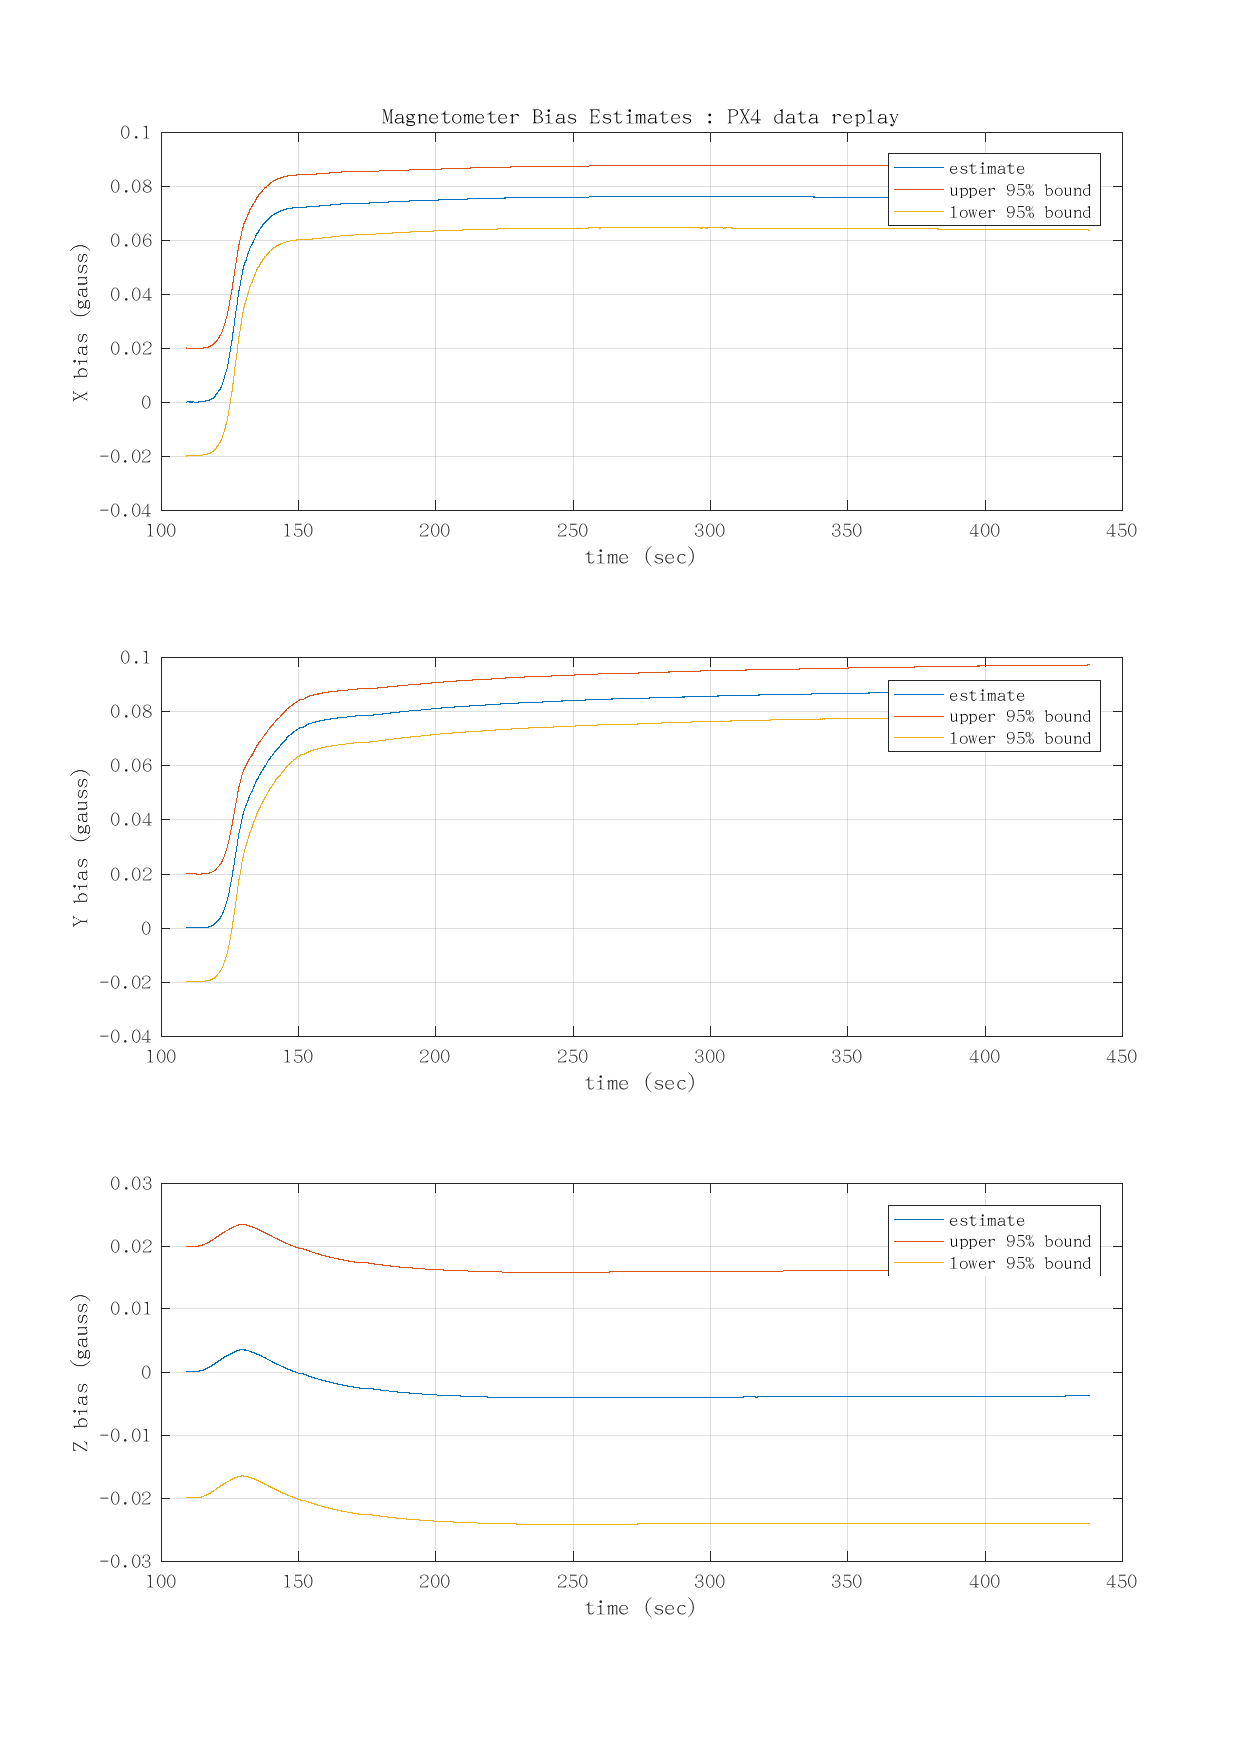 Magnetometer Bias Estimates : PX4 data replay
0.1
0.08
0.06
0.04
0.02
0
-0.02
-0.04
X bias (gauss)
estimate
upper 95% bound
lower 95% bound
100 150 200 250 300 350 400 450
time (sec)
0.1
0.08
0.06
0.04
0.02
0
-0.02
-0.04
Y bias (gauss)
estimate
upper 95% bound
lower 95% bound
100 150 200 250 300 350 400 450
time (sec)
0.03
0.02
0.01
0
-0.01
-0.02
-0.03
Z bias (gauss)
estimate
upper 95% bound
lower 95% bound
100 150 200 250 300 350 400 450
time (sec)